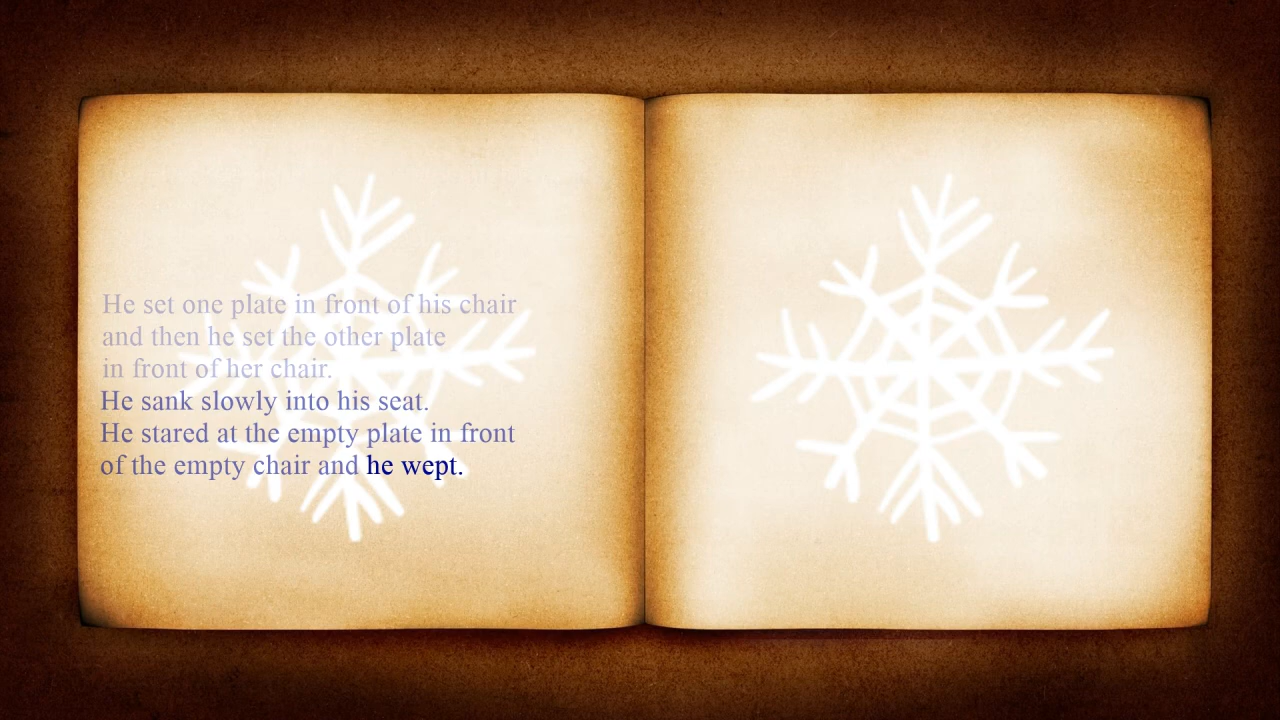 He set one plate in front of his chair
and then he set the other plate
in front of her chair.
He sank slowly into his seat.
He stared at the empty plate in front
of the empty chair and he wept.